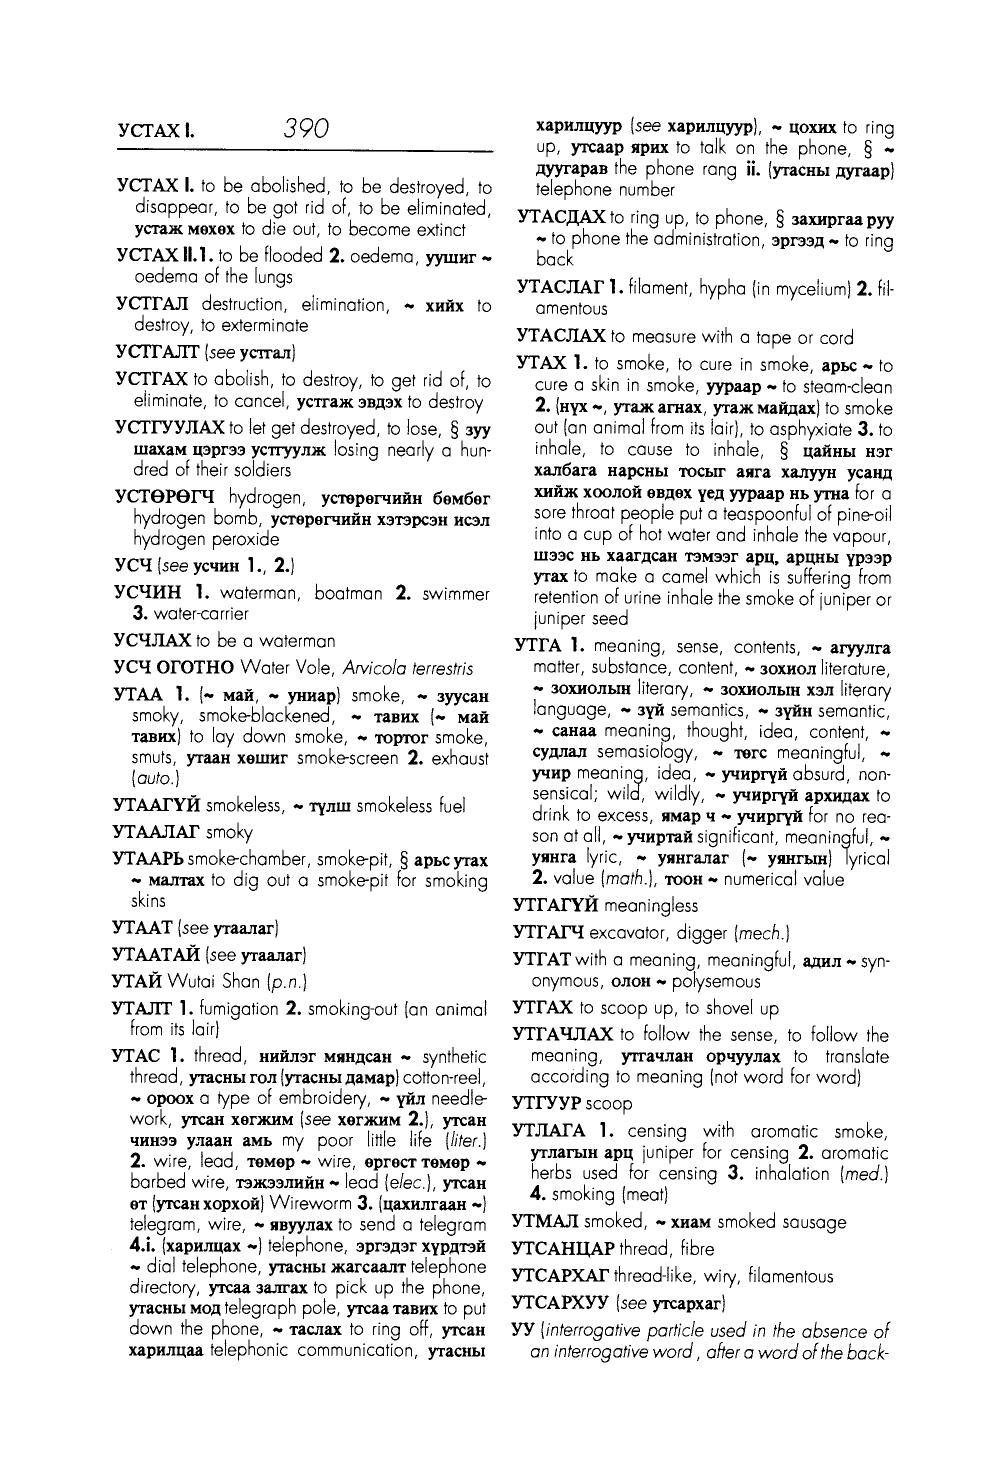 УСТАХ I. 390
УСТАХ I. to be abolished, to be destroyed, to
disappear, to be got rid of, to be eliminated,
устаж мөхөх to die out, to become extinct
УСТАХ II.1. to be flooded 2. oedema, уушиг ~
oedema of the lungs
УСТГАЛ destruction, elimination, ~ хийх to
destroy, to exterminate
УСТГАЛТ (see устгал)
УСТГАХ to abolish, to destroy, to get rid of, to
eliminate, to cancel, устгаж эвдэх to destroy
УСТГУУЛАХ to let get destroyed, to lose, § зуу
шахам цэргээ устгуулж losing nearly a hun-
dred of their soldiers
УСТӨРӨГЧ hydrogen, устөрөгчийн бөмбөг
hydrogen bomb, устөрөгчийн хэтэрсэн исэл
hydrogen peroxide
УСЧ (see усчин 1., 2.)
УСЧИН 1. waterman, boatman 2. swimmer
3. water-carrier
УСЧЛАХ to be a waterman
УСЧ ОГОТНО Water Vole, Arvicola terrestris
УТАА 1. (~ май, ~ униар) smoke, ~ зуусан
smoky, smoke-blackened, ~ тавих (~ май
тавих) to lay down smoke, ~ тортог smoke,
smuts, утаан хөшиг smoke-screen 2. exhaust
(auto.)
УТААГҮЙ smokeless, ~ түлш smokeless fuel
УТААЛАГ smoky
УТААРЬ smoke-chamber, smoke-pit, § арьс утах
~ малтах to dig out a smoke-pit for smoking
skins
УТААТ (see утаалаг)
УТААТАЙ (see утаалаг)
УТАЙ Wutai Shan (p.n.)
УТАЛТ 1. fumigation 2. smoking-out (an animal
from its lair)
УТАС 1. thread, нийлэг мяндсан ~ synthetic
thread, утасны гол (утасны дамар) cotton-reel,
~ ороох a type of embroidery, ~ үйл needle-
work, утсан хөгжим (see хөгжим 2.), утсан
чинээ улаан амь my poor little life (liter.)
2. wire, lead, төмөр ~ wire, өргөст төмөр ~
barbed wire, тэжээлийн ~ lead (elec.), утсан
өт (утсан хорхой) Wireworm 3. (цахилгаан ~)
telegram, wire, ~ явуулах to send a telegram
4.i. (харилцах ~) telephone, эргэдэг хүрдтэй
~ dial telephone, утасны жагсаалт telephone
directory, утсаа залгах to pick up the phone,
утасны мод telegraph pole, утсаа тавих to put
down the phone, ~ таслах to ring off, утсан
харилцаа telephonic communication, утасны
харилцуур (see харилцуур), ~ цохих to ring
up, утсаар ярих to talk on the phone, § ~
дуугарав the phone rang ii. (утасны дугаар)
telephone number
УТАСДАХ to ring up, to phone, § захиргаа руу
~ to phone the administration, эргээд ~ to ring
back
УТАСЛАГ 1. filament, hypha (in mycelium) 2. fil-
amentous
УТАСЛАХ to measure with a tape or cord
УТАХ 1. to smoke, to cure in smoke, арьс ~ to
cure a skin in smoke, уураар ~ to steam-clean
2. (нүх ~, утаж агнах, утаж майдах) to smoke
out (an animal from its lair), to asphyxiate 3. to
inhale, to cause to inhale, § цайны нэг
халбага нарсны тосыг аяга халуун усанд
хийж хоолой өвдөх үед уураар нь утна for a
sore throat people put a teaspoonful of pine-oil
into a cup of hot water and inhale the vapour,
шээс нь хаагдсан тэмээг арц, арцны үрээр
утах to make a camel which is suffering from
retention of urine inhale the smoke of juniper or
juniper seed
УТГА 1. meaning, sense, contents, ~ агуулга
matter, substance, content, ~ зохиол literature,
~ зохиолын literary, ~ зохиолын хэл literary
language, ~ зүй semantics, ~ зүйн semantic,
~ санаа meaning, thought, idea, content, ~
судлал semasiology, ~ төгс meaningful, ~
учир meaning, idea, ~ учиргүй absurd, non-
sensical; wild, wildly, ~ учиргүй архидах to
drink to excess, ямар ч ~ учиргүй for no rea-
son at all, ~ учиртай significant, meaningful, ~
уянга lyric, ~ уянгалаг (~ уянгын) lyrical
2. value (math.), тоон ~ numerical value
УТГАГҮЙ meaningless
УТГАГЧ excavator, digger (mech.)
УТГАТ with a meaning, meaningful, адил ~ syn-
onymous, олон ~ polysemous
УТГАХ to scoop up, to shovel up
УТГАЧЛАХ to follow the sense, to follow the
meaning, утгачлан орчуулах to translate
according to meaning (not word for word)
УТГУУР scoop
УТЛАГА 1. censing with aromatic smoke,
утлагын арц juniper for censing 2. aromatic
herbs used for censing 3. inhalation (med.)
4. smoking (meat)
УТМАЛ smoked, ~ хиам smoked sausage
УТСАНЦАР thread, fibre
УТСАРХАГ thread-like, wiry, filamentous
УТСАРХУУ (see утсархаг)
УУ (interrogative particle used in the absence of
an interrogative word, after a word of the back-